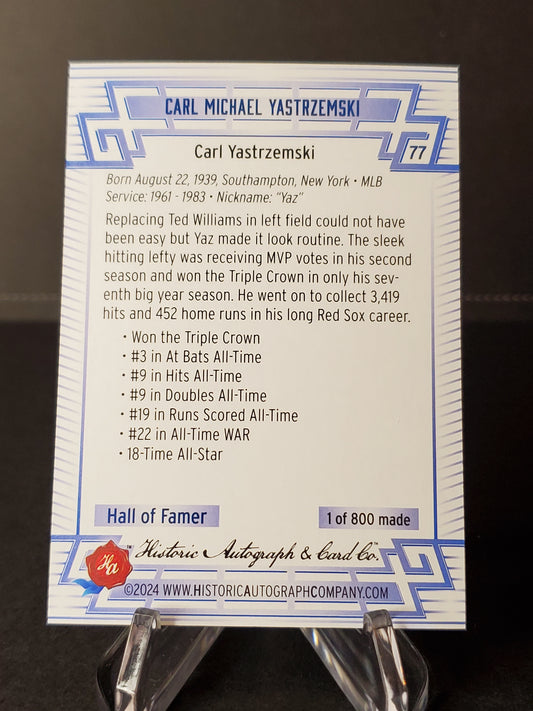 CARL MICHAEL YASTRZEMSKI
77
Carl Yastrzemski
Born August 22, 1939, Southampton, New York • MLB
Service: 1961 - 1983 • Nickname: "Yaz"
Replacing Ted Williams in left field could not have
been easy but Yaz made it look routine. The sleek
hitting lefty was receiving MVP votes in his second
season and won the Triple Crown in only his sev-
enth big year season. He went on to collect 3,419
hits and 452 home runs in his long Red Sox career.
• Won the Triple Crown
• #3 in At Bats All-Time
• #9 in Hits All-Time
• #9 in Doubles All-Time
• #19 in Runs Scored All-Time
• #22 in All-Time WAR
• 18-Time All-Star
Hall of Famer
1 of 800 made
Ha
™ Historic Autograph & Card Co.™
©2024 WWW.HISTORICAUTOGRAPHCOMPANY.COM